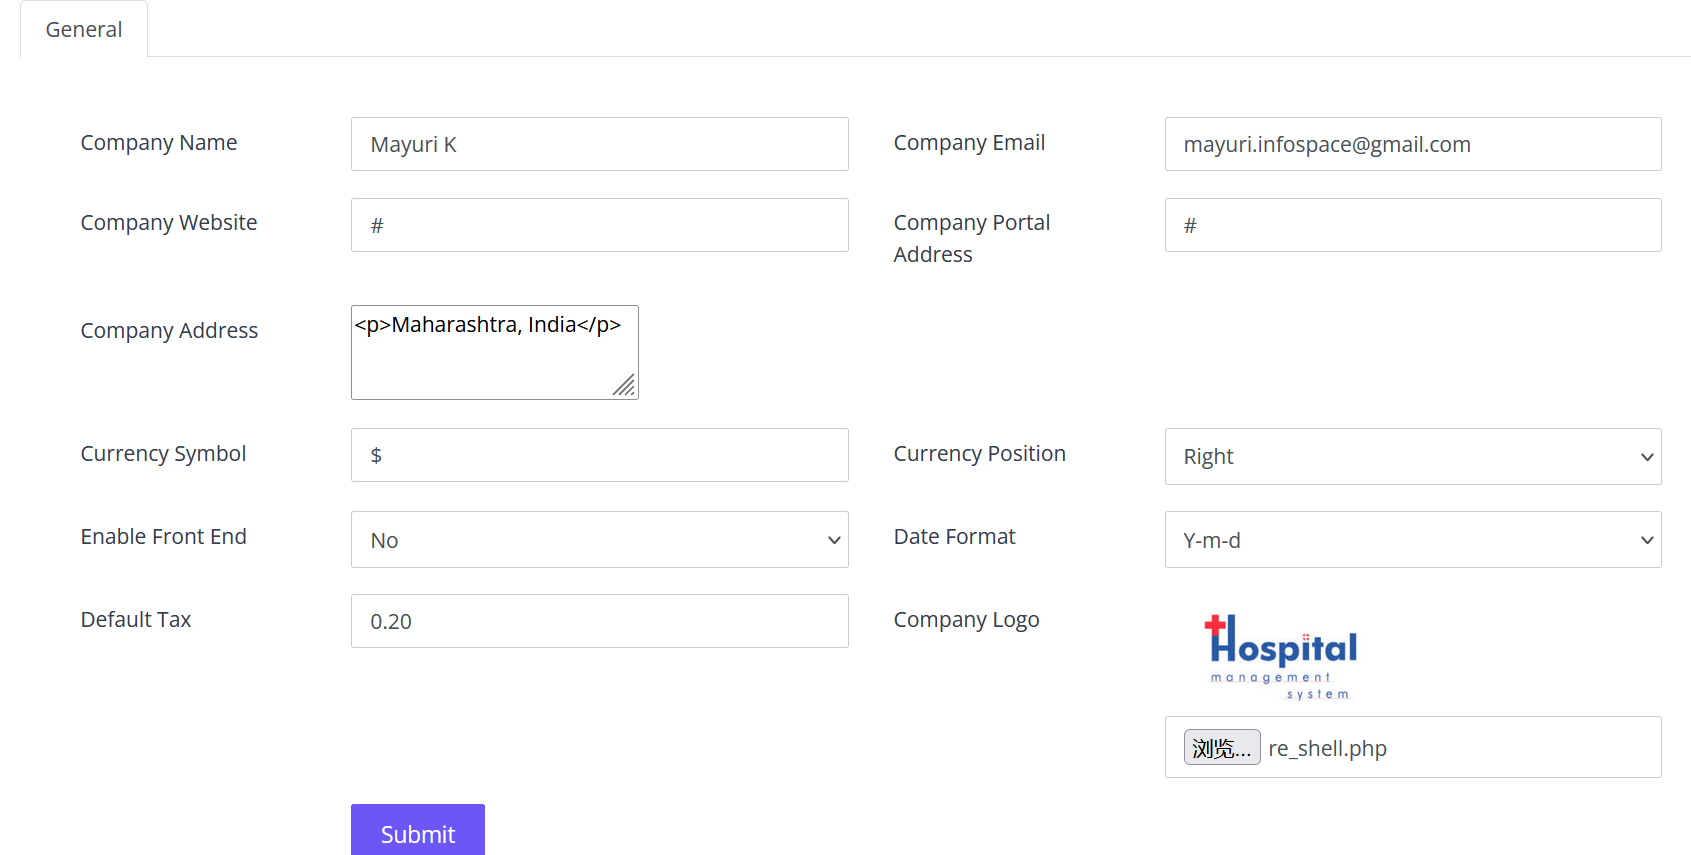 General
Company Name
Mayuri K
Company Email
mayuri.infospace@gmail.com
Company Website
#
Company Portal
Address
#
Company Address
<p>Maharashtra, India</p>
Currency Symbol
$
Currency Position
Right
Enable Front End
No
Date Format
Y-m-d
Default Tax
0.20
Company Logo
Hospital
management
system
浏览... re_shell.php
Submit